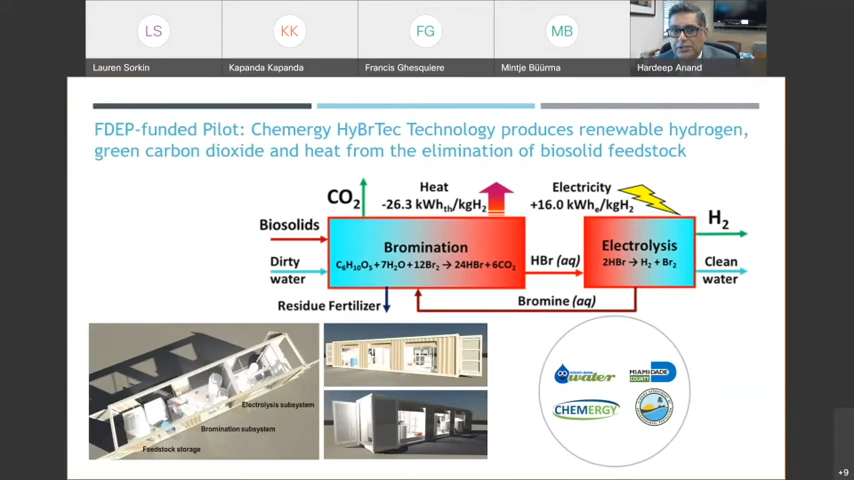 LS
KK
FG
MB
Lauren Sorkin
Kapanda Kapanda
Francis Ghesquiere
Mintje Büürma
Hardeep Anand
FDEP-funded Pilot: Chemergy HyBrTec Technology produces renewable hydrogen,
green carbon dioxide and heat from the elimination of biosolid feedstock
CO₂
Heat
-26.3 kWhth/kgH₂
Electricity
+16.0 kWhe/kgH₂
H₂
Biosolids
Bromination
C₆H₁₀O₅+7H₂O+12Br₂ → 24HBr+6CO₂
Electrolysis
2HBr → H₂ + Br₂
Dirty
water
HBr (aq)
Clean
water
Residue Fertilizer
Bromine (aq)
Electrolysis subsystem
Bromination subsystem
Feedstock storage
water
MIAMI-DADE
COUNTY
CHEMERGY
+9